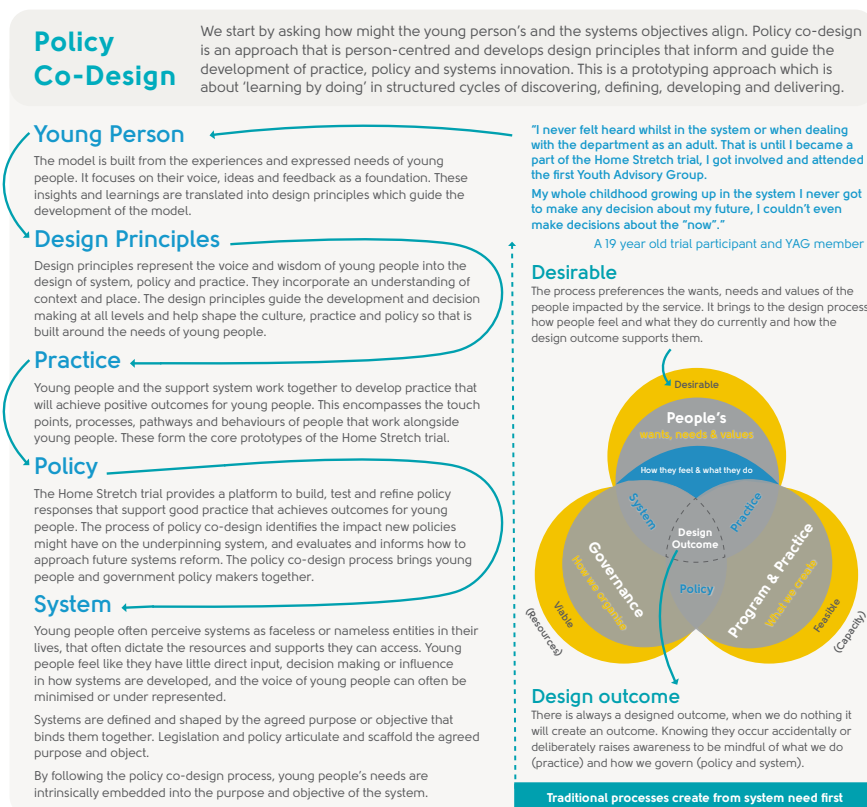 Policy
Co-Design
We start by asking how might the young person's and the systems objectives align. Policy co-design
is an approach that is person-centred and develops design principles that inform and guide the
development of practice, policy and systems innovation. This is a prototyping approach which is
about 'learning by doing' in structured cycles of discovering, defining, developing and delivering.
Young Person
The model is built from the experiences and expressed needs of young
people. It focuses on their voice, ideas and feedback as a foundation. These
insights and learnings are translated into design principles which guide the
development of the model.
Design Principles
Design principles represent the voice and wisdom of young people into the
design of system, policy and practice. They incorporate an understanding of
context and place. The design principles guide the development and decision
making at all levels and help shape the culture, practice and policy so that is
built around the needs of young people.
Practice
Young people and the support system work together to develop practice that
will achieve positive outcomes for young people. This encompasses the touch
points, processes, pathways and behaviours of people that work alongside
young people. These form the core prototypes of the Home Stretch trial.
Policy
The Home Stretch trial provides a platform to build, test and refine policy
responses that support good practice that achieves outcomes for young
people. The process of policy co-design identifies the impact new policies
might have on the underpinning system, and evaluates and informs how to
approach future systems reform. The policy co-design process brings young
people and government policy makers together.
System
Young people often perceive systems as faceless or nameless entities in their
lives, that often dictate the resources and supports they can access. Young
people feel like they have little direct input, decision making or influence
in how systems are developed, and the voice of young people can often be
minimised or under represented.
Systems are defined and shaped by the agreed purpose or objective that
binds them together. Legislation and policy articulate and scaffold the agreed
purpose and object.
By following the policy co-design process, young people's needs are
intrinsically embedded into the purpose and objective of the system.
"I never felt heard whilst in the system or when dealing
with the department as an adult. That is until I became a
part of the Home Stretch trial, I got involved and attended
the first Youth Advisory Group.
My whole childhood growing up in the system I never got
to make any decision about my future, I couldn't even
make decisions about the "now"."
A 19 year old trial participant and YAG member
Desirable
The process preferences the wants, needs and values of the
people impacted by the service. It brings to the design process
how people feel and what they do currently and how the
design outcome supports them.
Desirable
People's
wants, needs & values
How they feel & what they do
System
Practice
Design
Outcome
Governance
How we organise
Policy
Program & Practice
What we create
Viable
(Resources)
Feasible
(Capacity)
Design outcome
There is always a designed outcome, when we do nothing it
will create an outcome. Knowing they occur accidentally or
deliberately raises awareness to be mindful of what we do
(practice) and how we govern (policy and system).
Traditional processes create from system need first